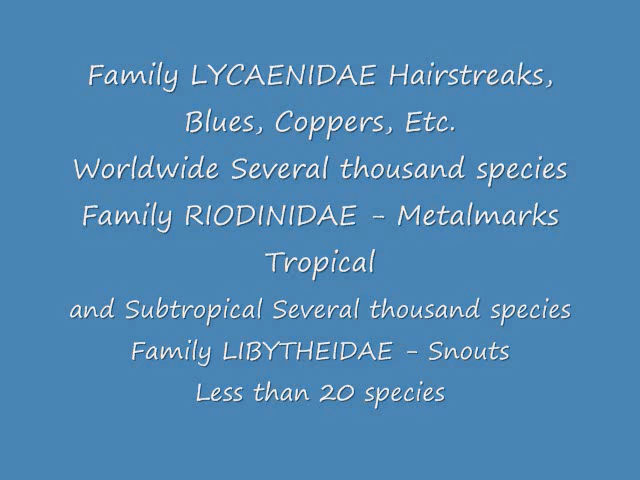 Family LYCAENIDAE Hairstreaks,
Blues, Coppers, Etc.
Worldwide Several thousand species
Family RIODINIDAE - Metalmarks
Tropical
and Subtropical Several thousand species
Family LIBYTHEIDAE - Snouts
Less than 20 species